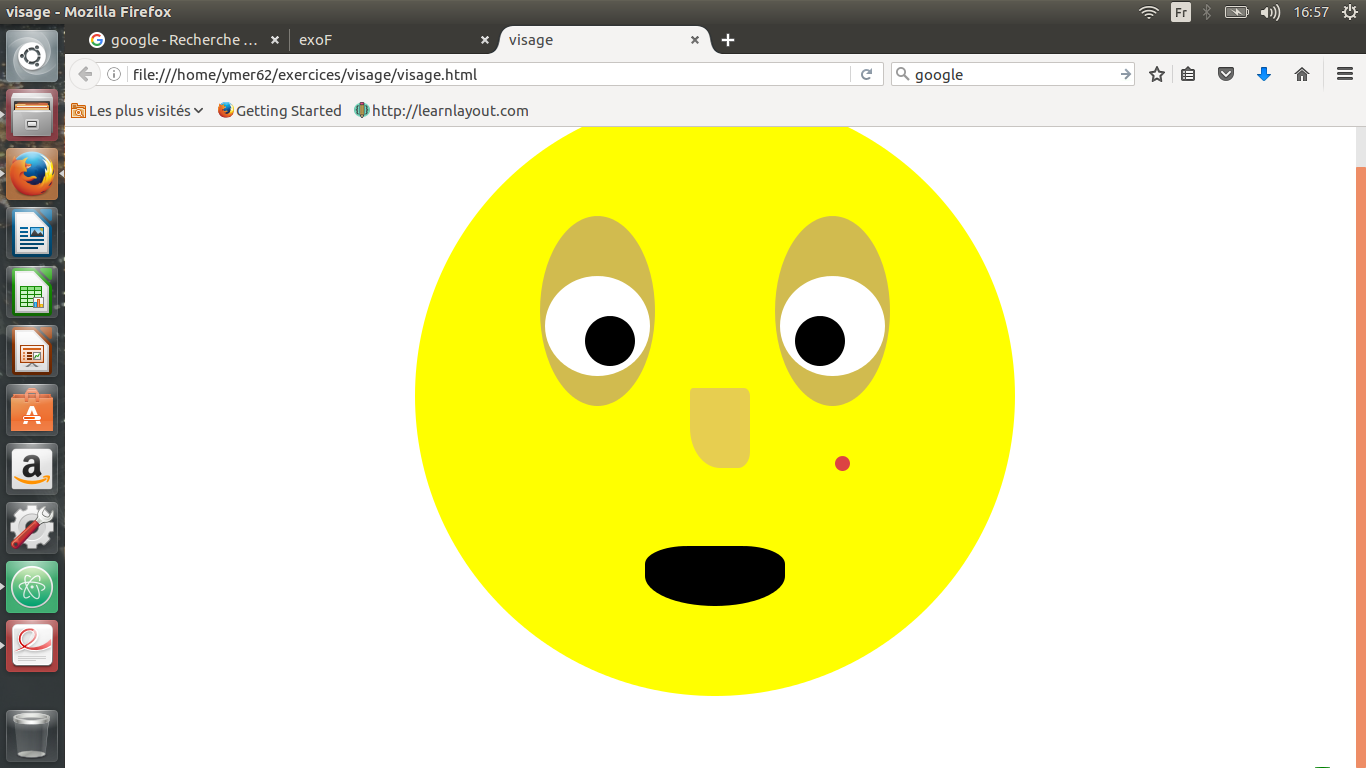 visage - Mozilla Firefox
Fr
16:57
google - Recherche ...
exoF
visage
file:///home/ymer62/exercices/visage/visage.html
google
Les plus visités
Getting Started
http://learnlayout.com